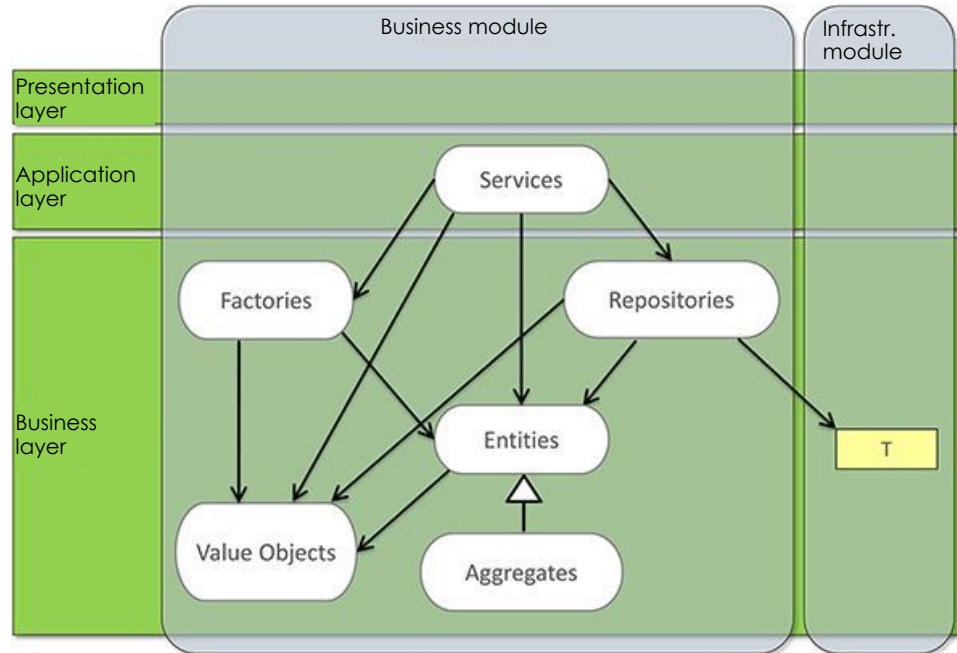 Business module
Infrastr.
module
Presentation
layer
Application
layer
Services
Factories
Repositories
Business
layer
Entities
T
Value Objects
Aggregates